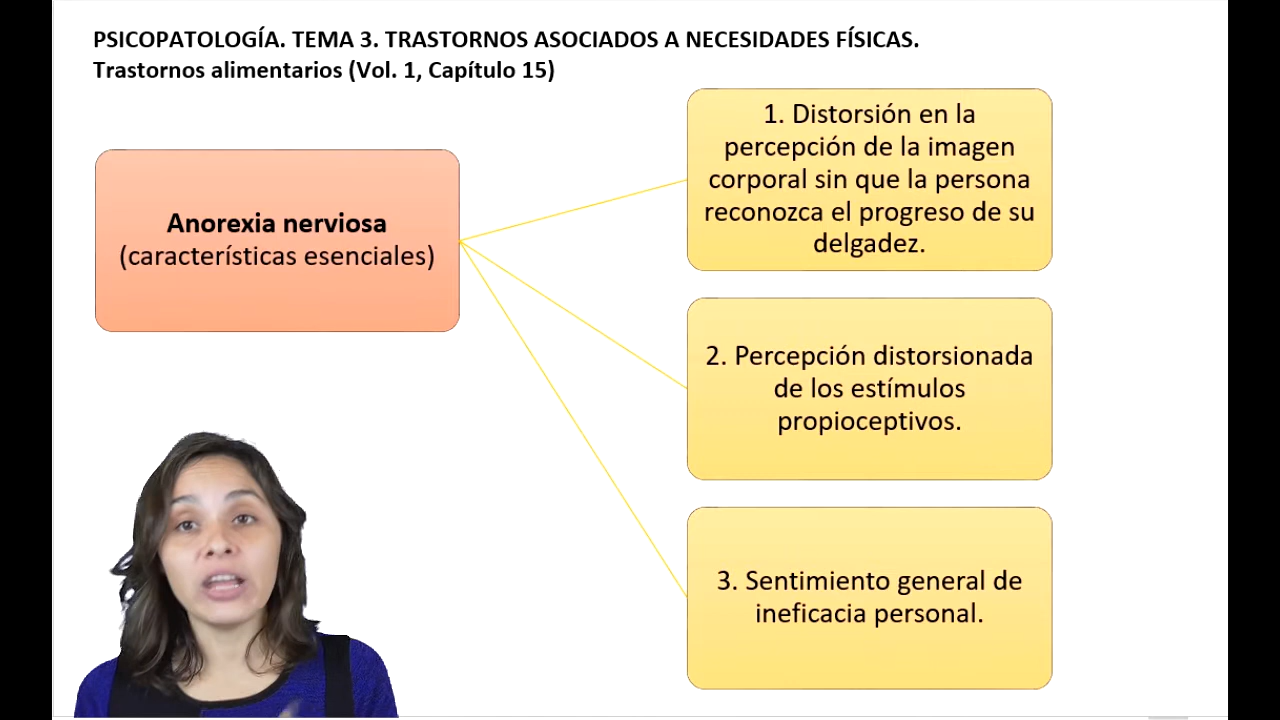 PSICOPATOLOGÍA. TEMA 3. TRASTORNOS ASOCIADOS A NECESIDADES FÍSICAS.
Trastornos alimentarios (Vol. 1, Capítulo 15)
Anorexia nerviosa
(características esenciales)
1. Distorsión en la
percepción de la imagen
corporal sin que la persona
reconozca el progreso de su
delgadez.
2. Percepción distorsionada
de los estímulos
propioceptivos.
3. Sentimiento general de
ineficacia personal.